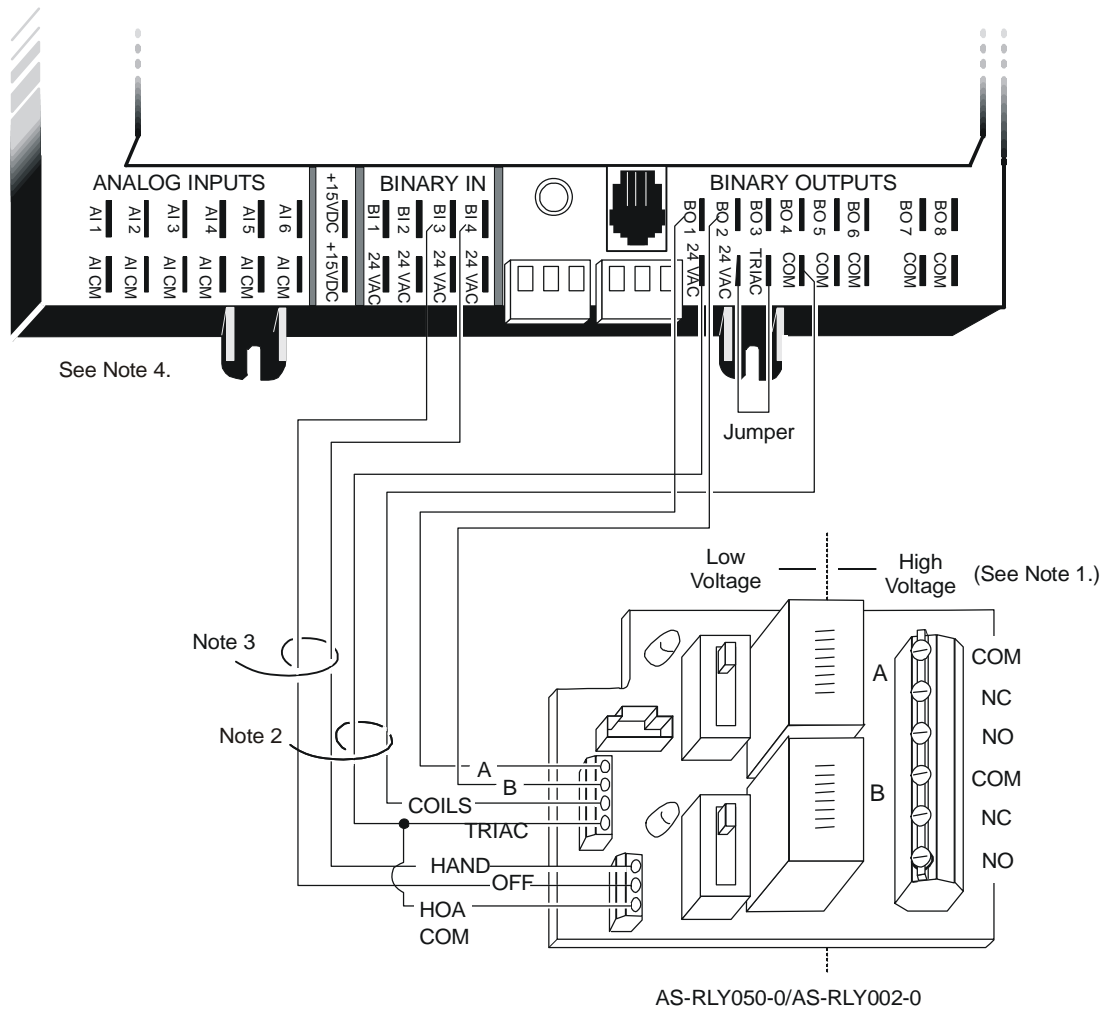 ANALOG INPUTS
AI 1
AI 2
AI 3
AI 4
AI 5
AI 6
AI CM
AI CM
AI CM
AI CM
AI CM
AI CM
+15VDC
+15VDC
BINARY IN
BI 1
BI 2
BI 3
BI 4
24 VAC
24 VAC
24 VAC
24 VAC
BINARY OUTPUTS
BO 1
BO 2
BO 3
BO 4
BO 5
BO 6
BO 7
BO 8
24 VAC
24 VAC
TRIAC
COM
COM
COM
COM
COM
See Note 4.
Jumper
Low
Voltage
High
Voltage
(See Note 1.)
Note 3
Note 2
A
B
COILS
TRIAC
HAND
OFF
HOA
COM
A
B
COM
NC
NO
COM
NC
NO
AS-RLY050-0/AS-RLY002-0